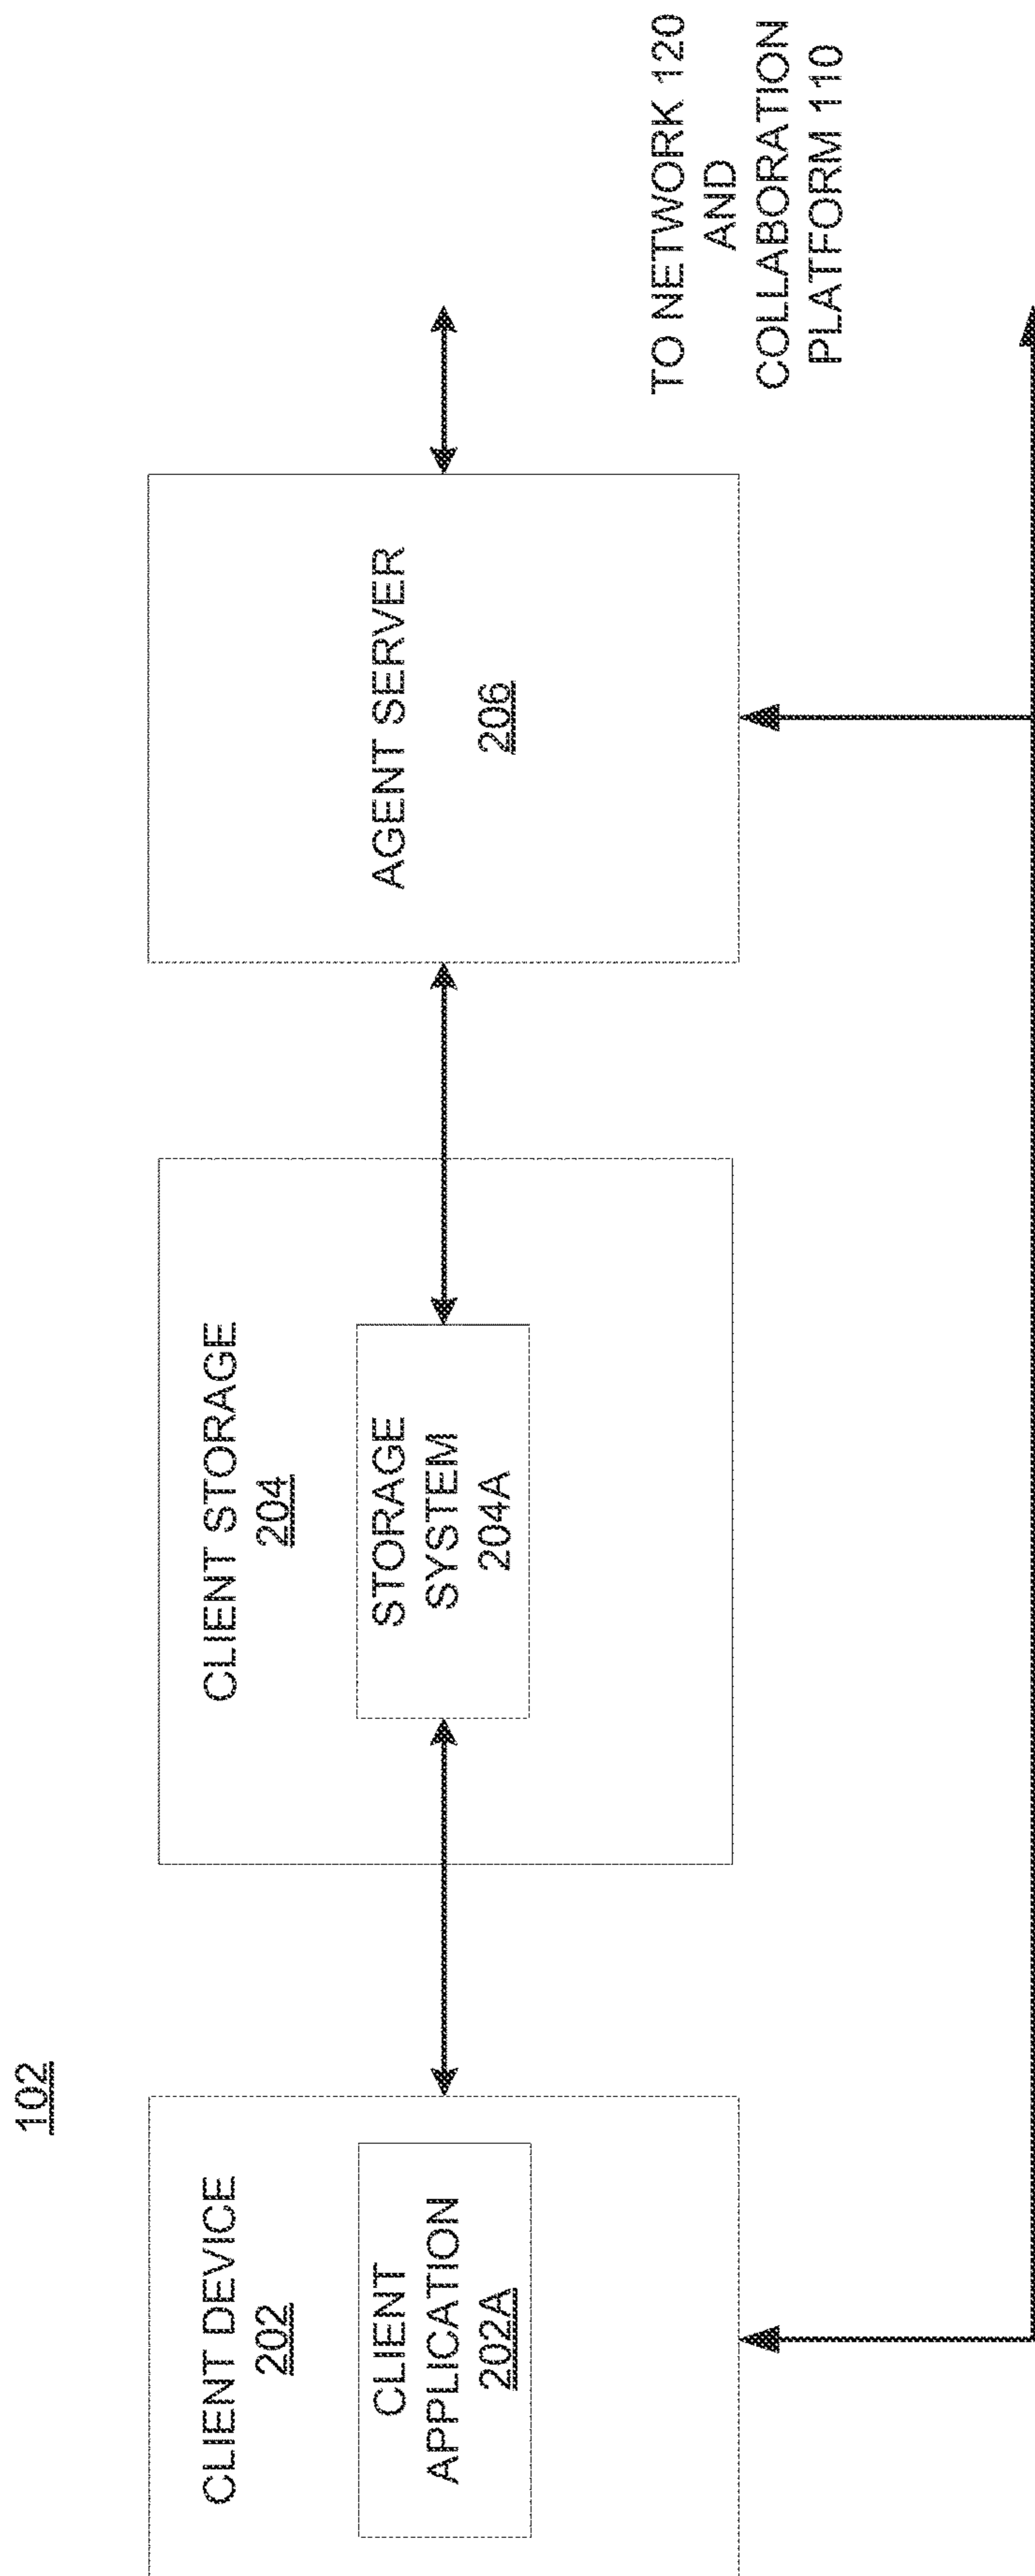 102
CLIENT DEVICE
202
CLIENT
APPLICATION
202A
CLIENT STORAGE
204
STORAGE
SYSTEM
204A
AGENT SERVER
206
TO NETWORK 120
AND
COLLABORATION
PLATFORM 110